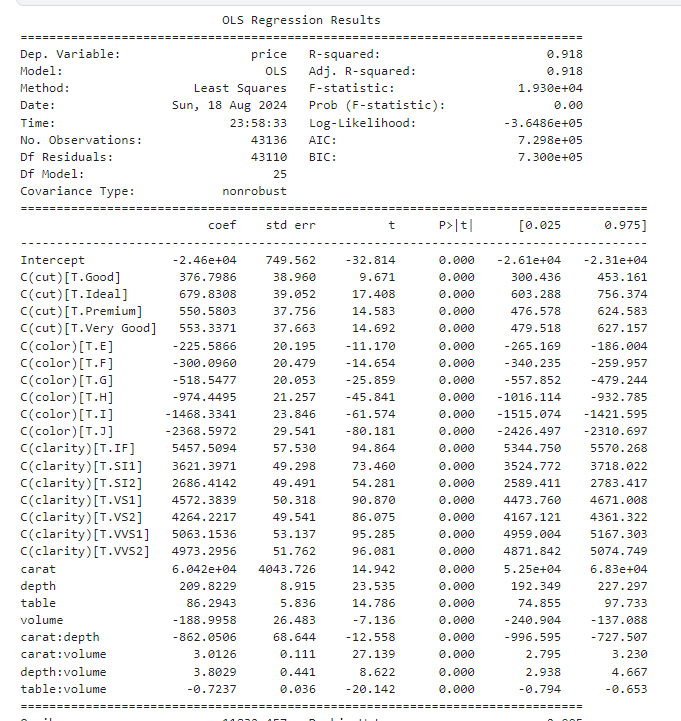 OLS Regression Results
==============================================================================
Dep. Variable: price R-squared: 0.918
Model: OLS Adj. R-squared: 0.918
Method: Least Squares F-statistic: 1.930e+04
Date: Sun, 18 Aug 2024 Prob (F-statistic): 0.00
Time: 23:58:33 Log-Likelihood: -3.6486e+05
No. Observations: 43136 AIC: 7.298e+05
Df Residuals: 43110 BIC: 7.300e+05
Df Model: 25
Covariance Type: nonrobust
=======================================================================================
coef std err t P>|t| [0.025 0.975]
---------------------------------------------------------------------------------------
Intercept -2.46e+04 749.562 -32.814 0.000 -2.61e+04 -2.31e+04
C(cut)[T.Good] 376.7986 38.960 9.671 0.000 300.436 453.161
C(cut)[T.Ideal] 679.8308 39.052 17.408 0.000 603.288 756.374
C(cut)[T.Premium] 550.5803 37.756 14.583 0.000 476.578 624.583
C(cut)[T.Very Good] 553.3371 37.663 14.692 0.000 479.518 627.157
C(color)[T.E] -225.5866 20.195 -11.170 0.000 -265.169 -186.004
C(color)[T.F] -300.0960 20.479 -14.654 0.000 -340.235 -259.957
C(color)[T.G] -518.5477 20.053 -25.859 0.000 -557.852 -479.244
C(color)[T.H] -974.4495 21.257 -45.841 0.000 -1016.114 -932.785
C(color)[T.I] -1468.3341 23.846 -61.574 0.000 -1515.074 -1421.595
C(color)[T.J] -2368.5972 29.541 -80.181 0.000 -2426.497 -2310.697
C(clarity)[T.IF] 5457.5094 57.530 94.864 0.000 5344.750 5570.268
C(clarity)[T.SI1] 3621.3971 49.298 73.460 0.000 3524.772 3718.022
C(clarity)[T.SI2] 2686.4142 49.491 54.281 0.000 2589.411 2783.417
C(clarity)[T.VS1] 4572.3839 50.318 90.870 0.000 4473.760 4671.008
C(clarity)[T.VS2] 4264.2217 49.541 86.075 0.000 4167.121 4361.322
C(clarity)[T.VVS1] 5063.1536 53.137 95.285 0.000 4959.004 5167.303
C(clarity)[T.VVS2] 4973.2956 51.762 96.081 0.000 4871.842 5074.749
carat 6.042e+04 4043.726 14.942 0.000 5.25e+04 6.83e+04
depth 209.8229 8.915 23.535 0.000 192.349 227.297
table 86.2943 5.836 14.786 0.000 74.855 97.733
volume -188.9958 26.483 -7.136 0.000 -240.904 -137.088
carat:depth -862.0506 68.644 -12.558 0.000 -996.595 -727.507
carat:volume 3.0126 0.111 27.139 0.000 2.795 3.230
depth:volume 3.8029 0.441 8.622 0.000 2.938 4.667
table:volume -0.7237 0.036 -20.142 0.000 -0.794 -0.653
==============================================================================